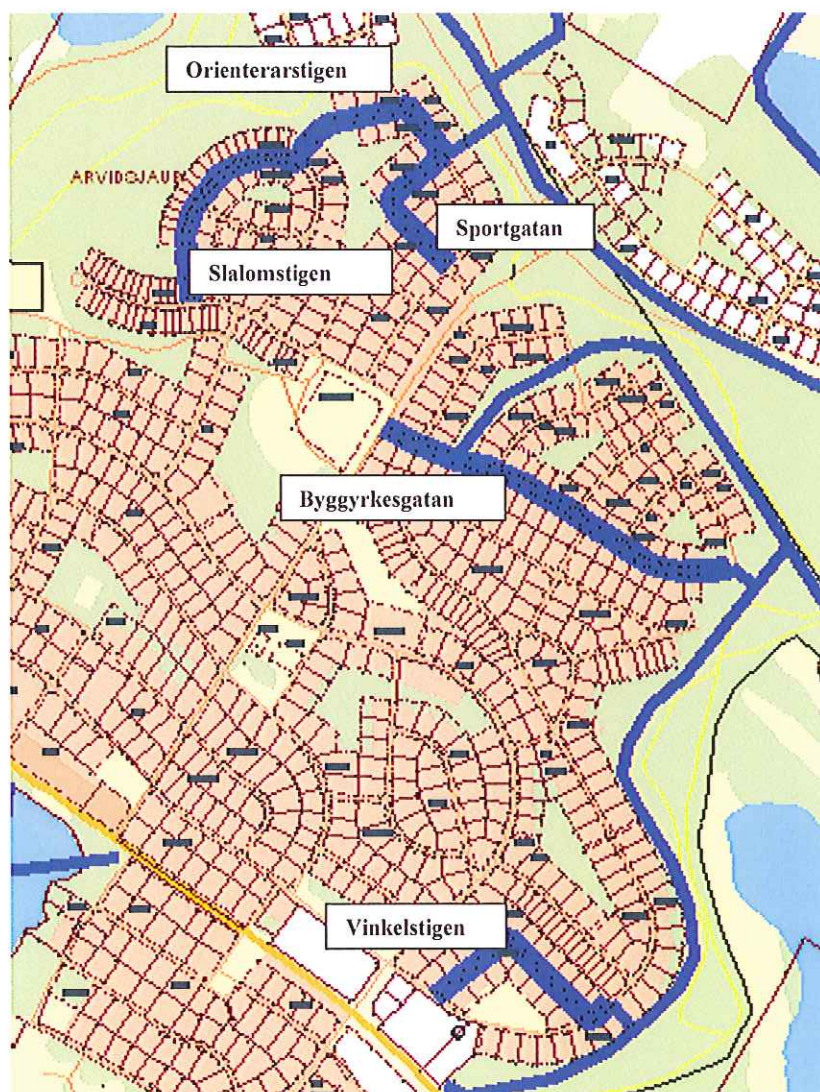 Orienterarstigen
ARVIDSJAUR
Sportgatan
Slalomstigen
Byggyrkesgatan
Vinkelstigen